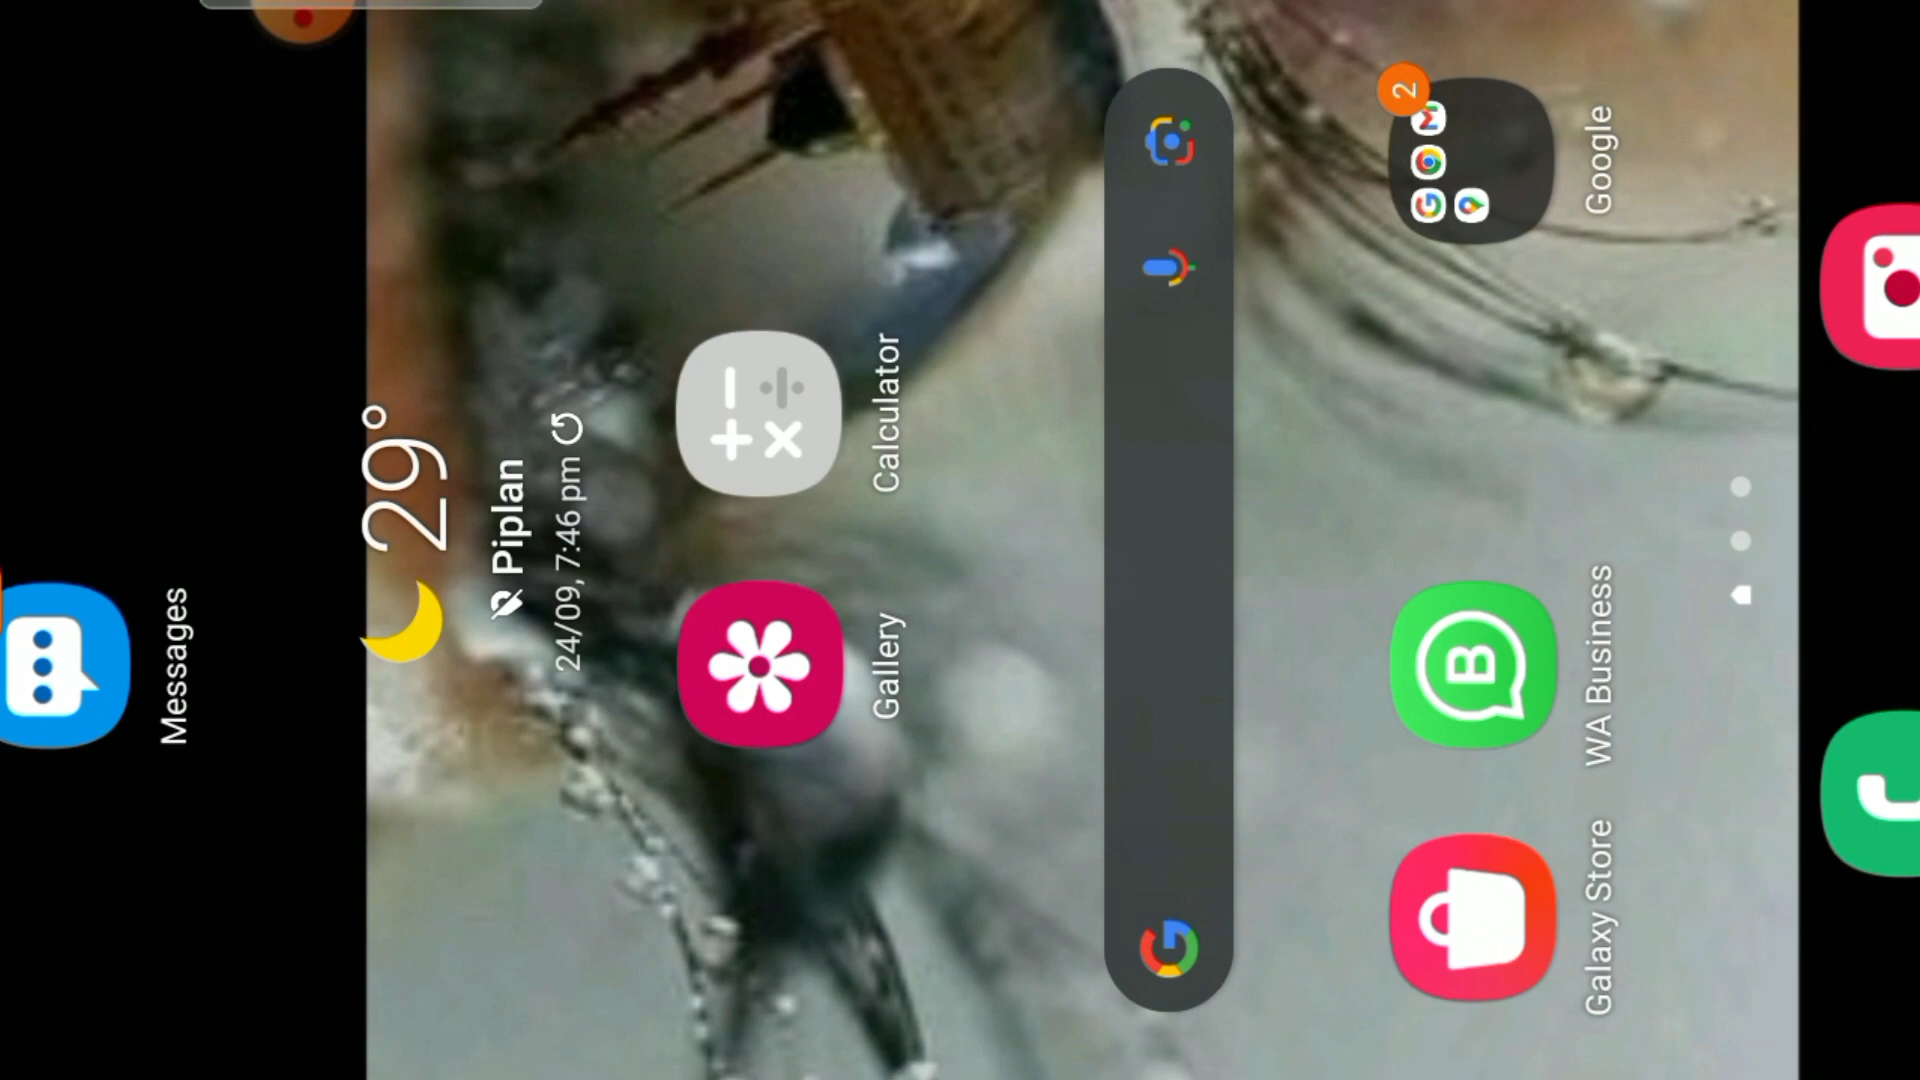 Messages
29°
Piplan
24/09, 7:46 pm
Gallery
Calculator
2
Galaxy Store
WA Business
Google